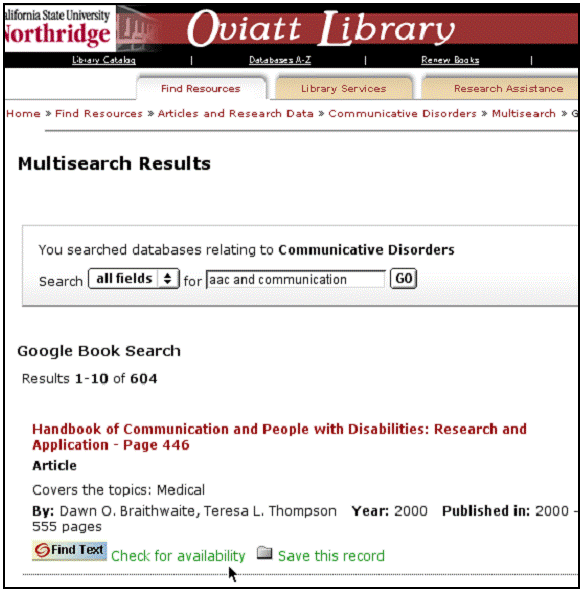 alifornia State University
Northridge
Oviatt Library
Library Catalog | Databases A-Z | Renew Books |
Find Resources
Library Services
Research Assistance
Home » Find Resources » Articles and Research Data » Communicative Disorders » Multisearch » G
Multisearch Results
You searched databases relating to Communicative Disorders
Search all fields for aac and communication GO
Google Book Search
Results 1-10 of 604
Handbook of Communication and People with Disabilities: Research and
Application - Page 446
Article
Covers the topics: Medical
By: Dawn O. Braithwaite, Teresa L. Thompson Year: 2000 Published in: 2000 -
555 pages
Find Text Check for availability Save this record